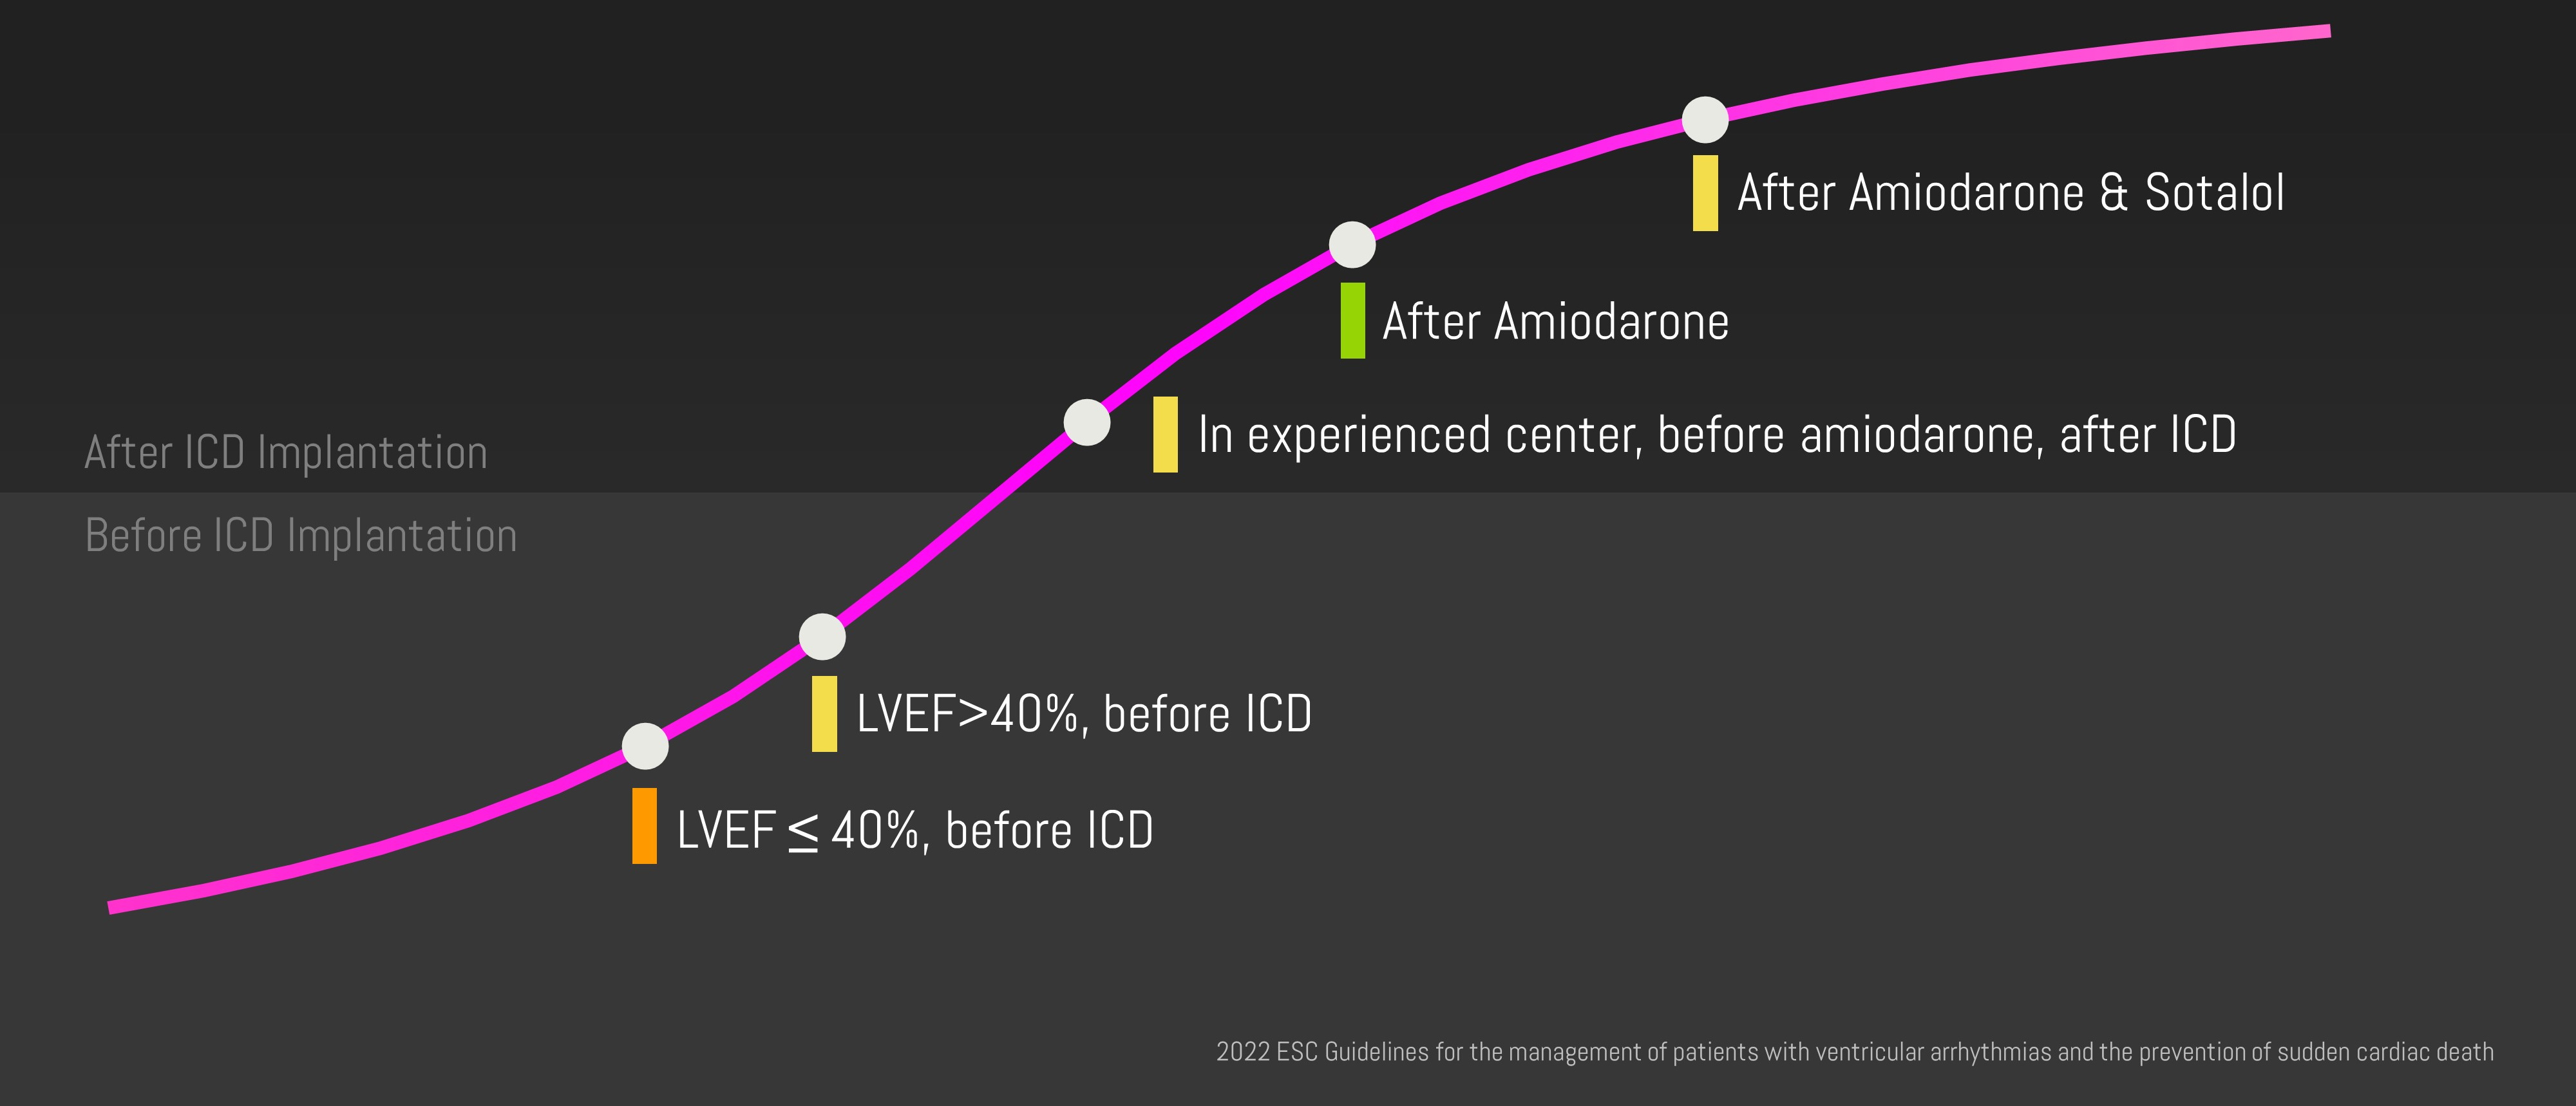 After Amiodarone & Sotalol
After Amiodarone
In experienced center, before amiodarone, after ICD
After ICD Implantation
Before ICD Implantation
LVEF>40%, before ICD
LVEF ≤ 40%, before ICD
2022 ESC Guidelines for the management of patients with ventricular arrhythmias and the prevention of sudden cardiac death